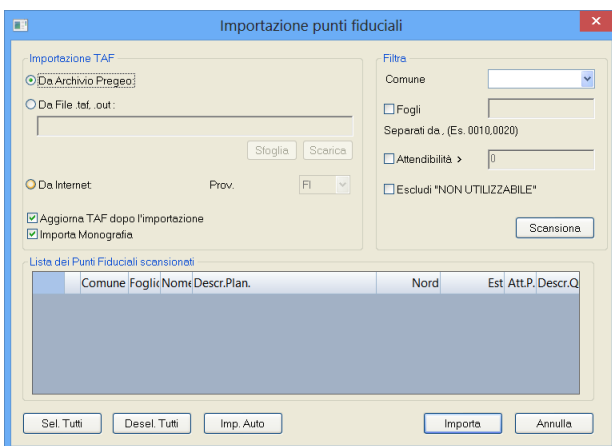 Importazione punti fiduciali
Importazione TAF
Da Archivio Pregeo:
Da File .taf, .out :
Sfoglia Scarica
Da Internet: Prov. FI
Aggiorna TAF dopo l'importazione
Importa Monografia
Filtra
Comune
Fogli
Separati da , (Es. 0010,0020)
Attendibilità > 0
Escludi "NON UTILIZZABILE"
Scansiona
Lista dei Punti Fiduciali scansionati
Comune Foglic Nome Descr.Plan. Nord Est Att.P. Descr.Q
Sel. Tutti Desel. Tutti Imp. Auto Importa Annulla